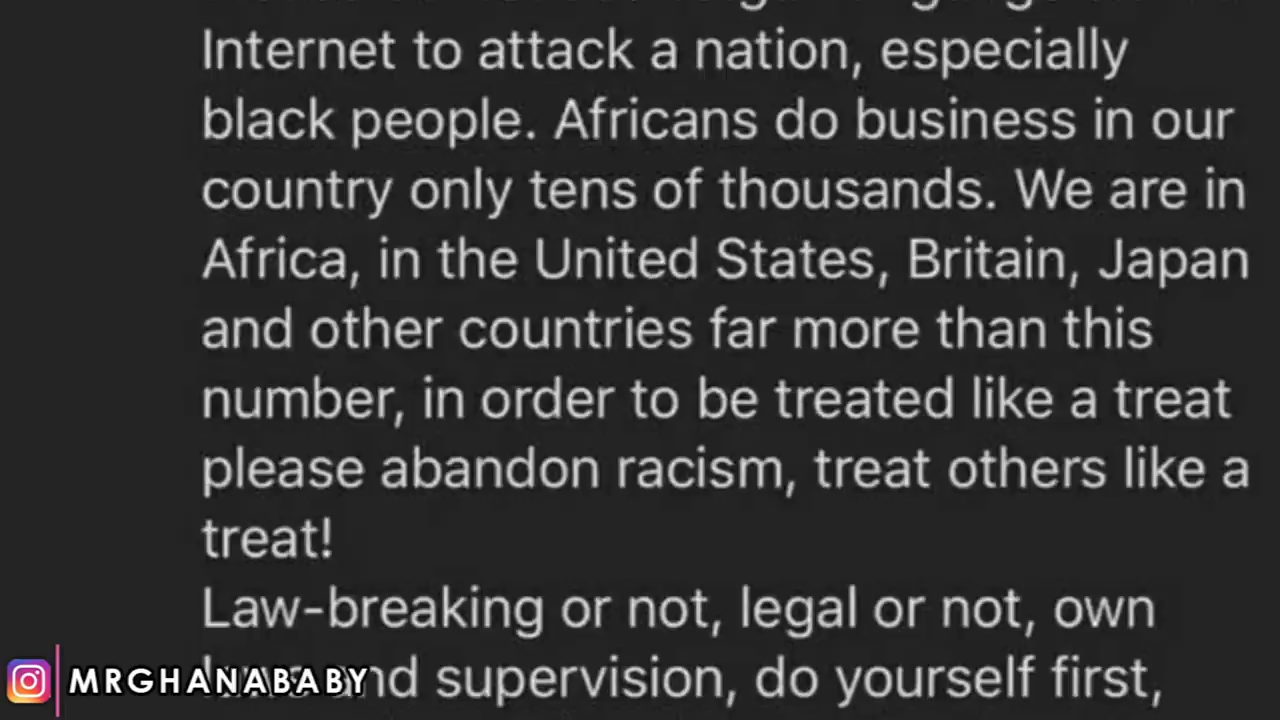 Internet to attack a nation, especially
black people. Africans do business in our
country only tens of thousands. We are in
Africa, in the United States, Britain, Japan
and other countries far more than this
number, in order to be treated like a treat
please abandon racism, treat others like a
treat!
Law-breaking or not, legal or not, own
and supervision, do yourself first,
MRGHANABABY